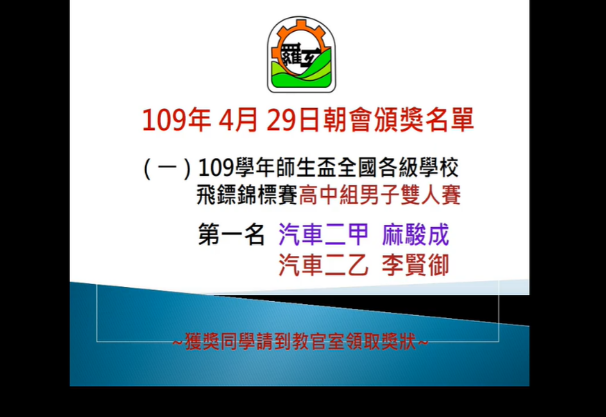 羅工
109年 4月 29日朝會頒獎名單
(一) 109學年師生盃全國各級學校
飛鏢錦標賽高中組男子雙人賽
第一名 汽車二甲 麻駿成
汽車二乙 李賢御
~獲獎同學請到教官室領取獎狀~